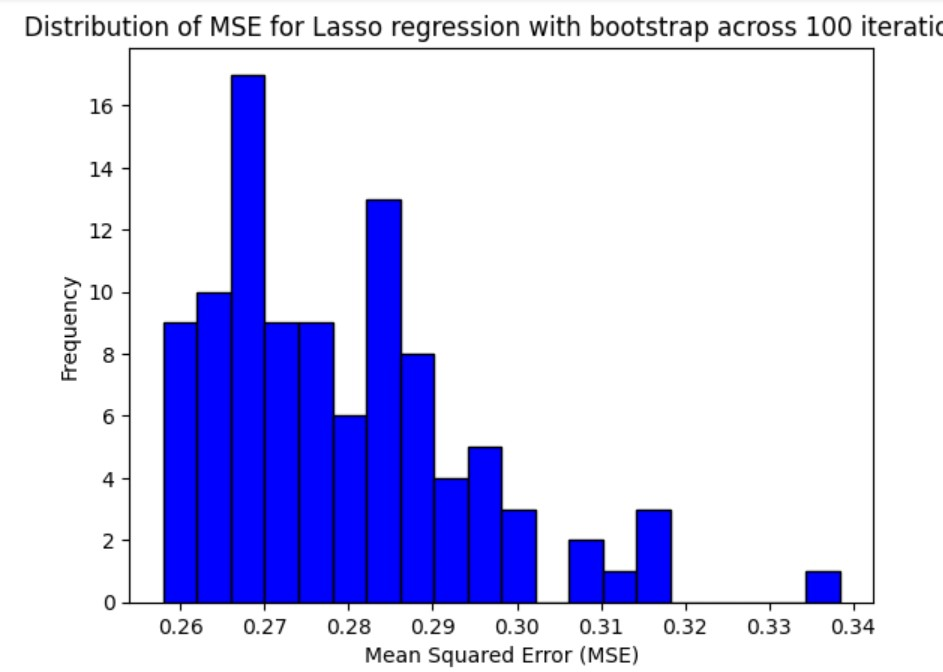 Distribution of MSE for Lasso regression with bootstrap across 100
16
14
12
10
8
6
4
2
0
Frequency
0.26 0.27 0.28 0.29 0.30 0.31 0.32 0.33 0.34
Mean Squared Error (MSE)